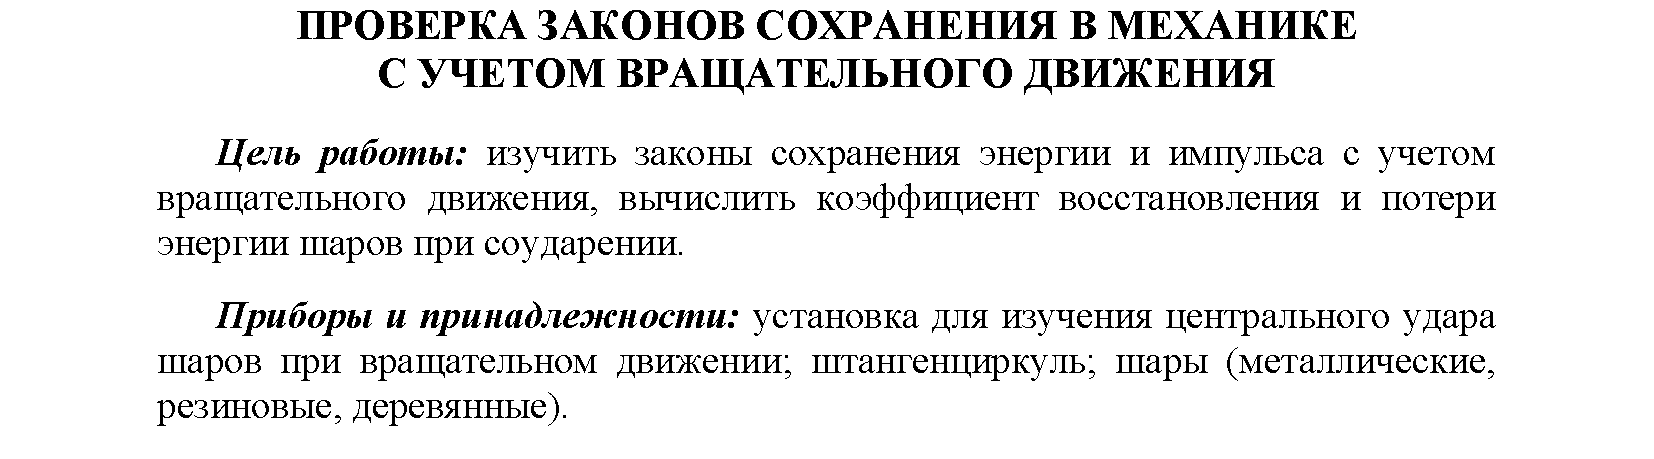 ПРОВЕРКА ЗАКОНОВ СОХРАНЕНИЯ В МЕХАНИКЕ
С УЧЕТОМ ВРАЩАТЕЛЬНОГО ДВИЖЕНИЯ
Цель работы: изучить законы сохранения энергии и импульса с учетом
вращательного движения, вычислить коэффициент восстановления и потери
энергии шаров при соударении.
Приборы и принадлежности: установка для изучения центрального удара
шаров при вращательном движении; штангенциркуль; шары (металлические,
резиновые, деревянные).